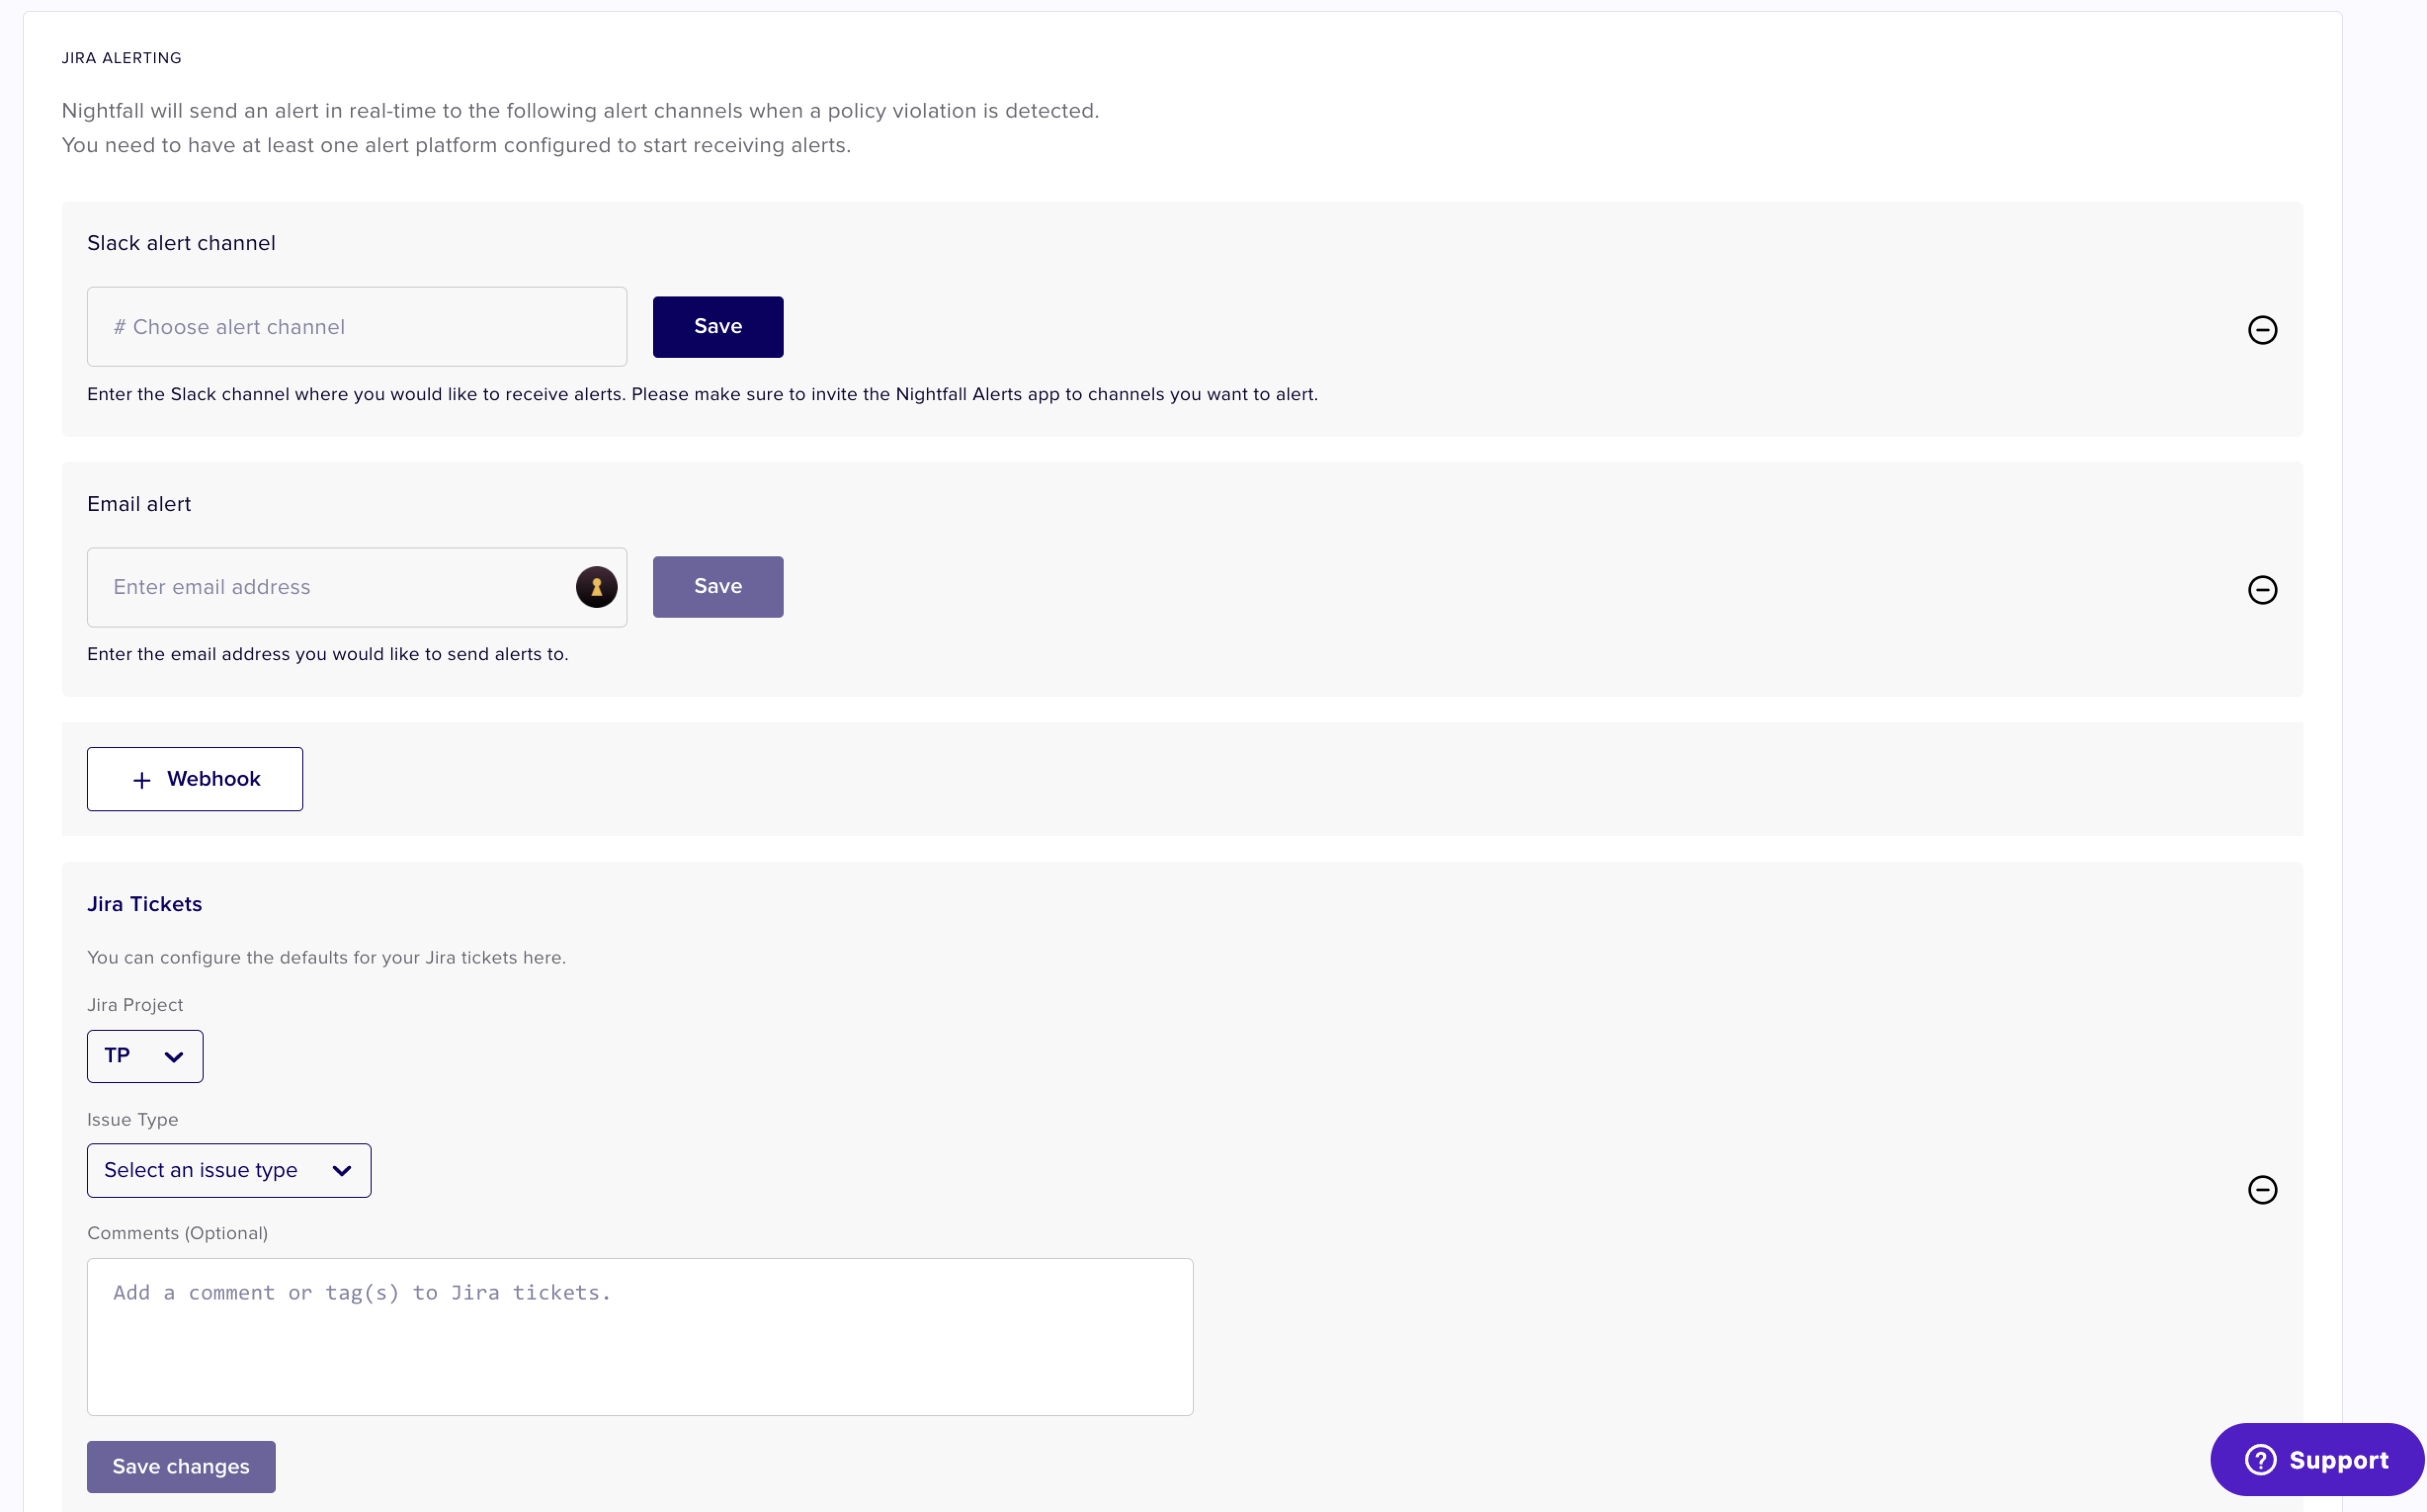 JIRA ALERTING
Nightfall will send an alert in real-time to the following alert channels when a policy violation is detected.
You need to have at least one alert platform configured to start receiving alerts.
Slack alert channel
# Choose alert channel
Save
Enter the Slack channel where you would like to receive alerts. Please make sure to invite the Nightfall Alerts app to channels you want to alert.
Email alert
Enter email address
Save
Enter the email address you would like to send alerts to.
+ Webhook
Jira Tickets
You can configure the defaults for your Jira tickets here.
Jira Project
TP
Issue Type
Select an issue type
Comments (Optional)
Add a comment or tag(s) to Jira tickets.
Save changes
? Support